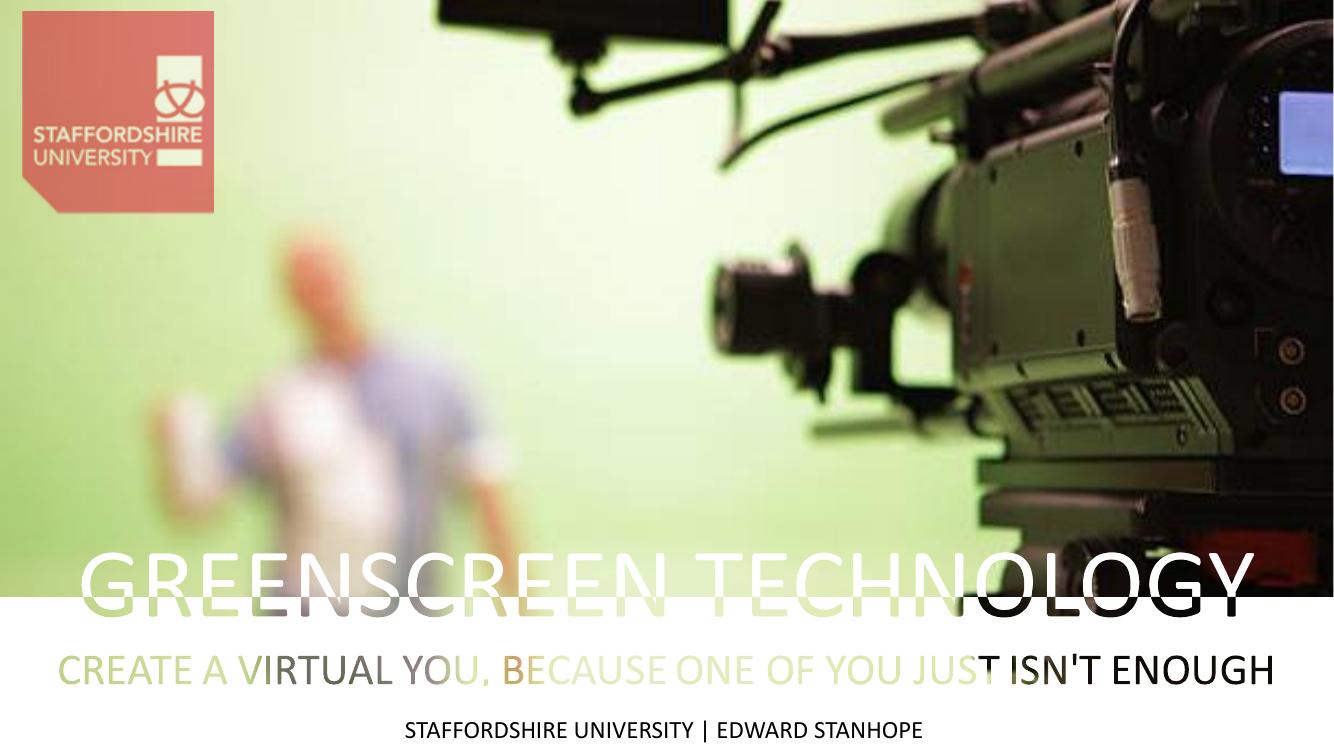 STAFFORDSHIRE
UNIVERSITY
GREENSCREEN TECHNOLOGY
CREATE A VIRTUAL YOU, BECAUSE ONE OF YOU JUST ISN'T ENOUGH
STAFFORDSHIRE UNIVERSITY | EDWARD STANHOPE